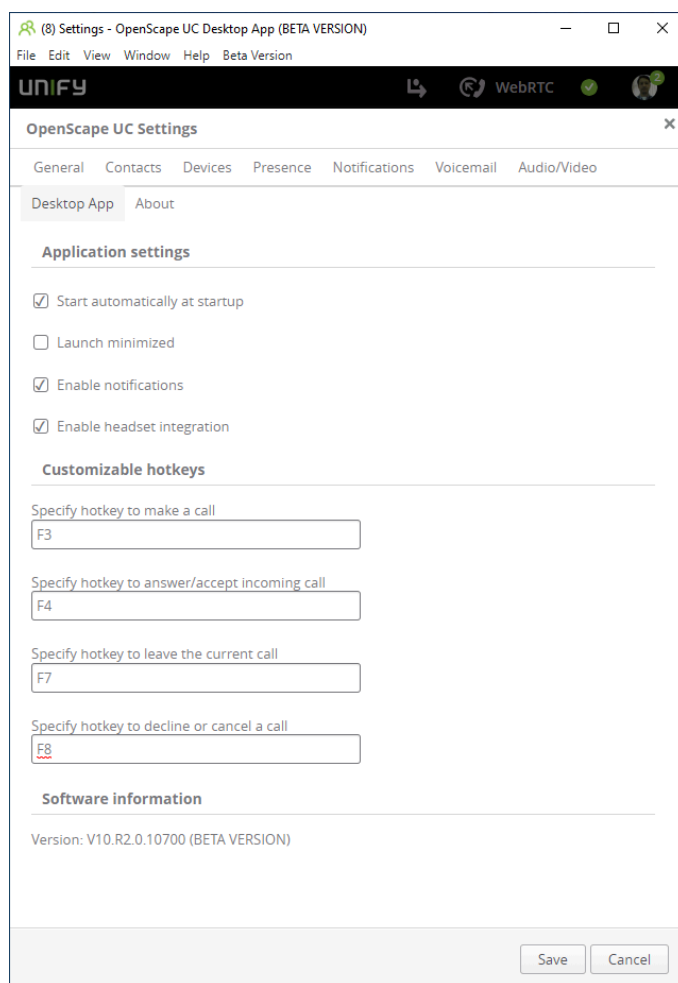 (8) Settings - OpenScape UC Desktop App (BETA VERSION)
File Edit View Window Help Beta Version
UNIFY WebRTC 2
OpenScape UC Settings
General Contacts Devices Presence Notifications Voicemail Audio/Video
Desktop App About
Application settings
Start automatically at startup
Launch minimized
Enable notifications
Enable headset integration
Customizable hotkeys
Specify hotkey to make a call
F3
Specify hotkey to answer/accept incoming call
F4
Specify hotkey to leave the current call
F7
Specify hotkey to decline or cancel a call
F8
Software information
Version: V10.R2.0.10700 (BETA VERSION)
Save Cancel